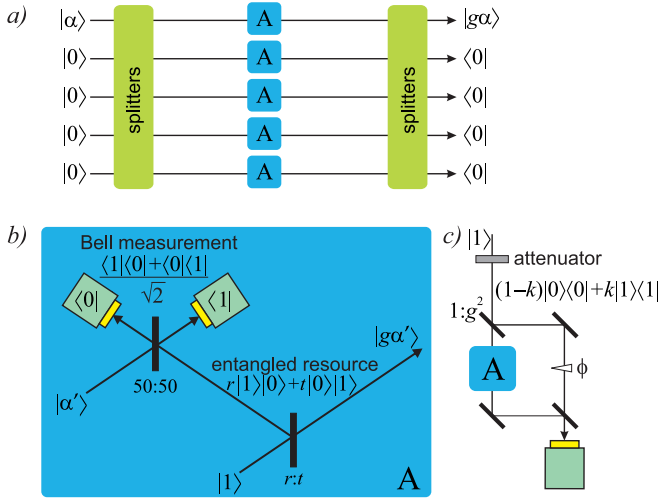 a)
|α⟩ A |gα⟩
|0⟩ A ⟨0|
|0⟩ A ⟨0|
|0⟩ A ⟨0|
|0⟩ A ⟨0|
splitters
splitters
b)
Bell measurement
⟨1|⟨0|+⟨0|⟨1|
√2
⟨0|
⟨1|
|gα′⟩
entangled resource
r|1⟩|0⟩+t|0⟩|1⟩
50:50
|α′⟩
|1⟩
r:t
A
c)
|1⟩
attenuator
(1–k)|0⟩⟨0|+k|1⟩⟨1|
1:g²
A
ϕ